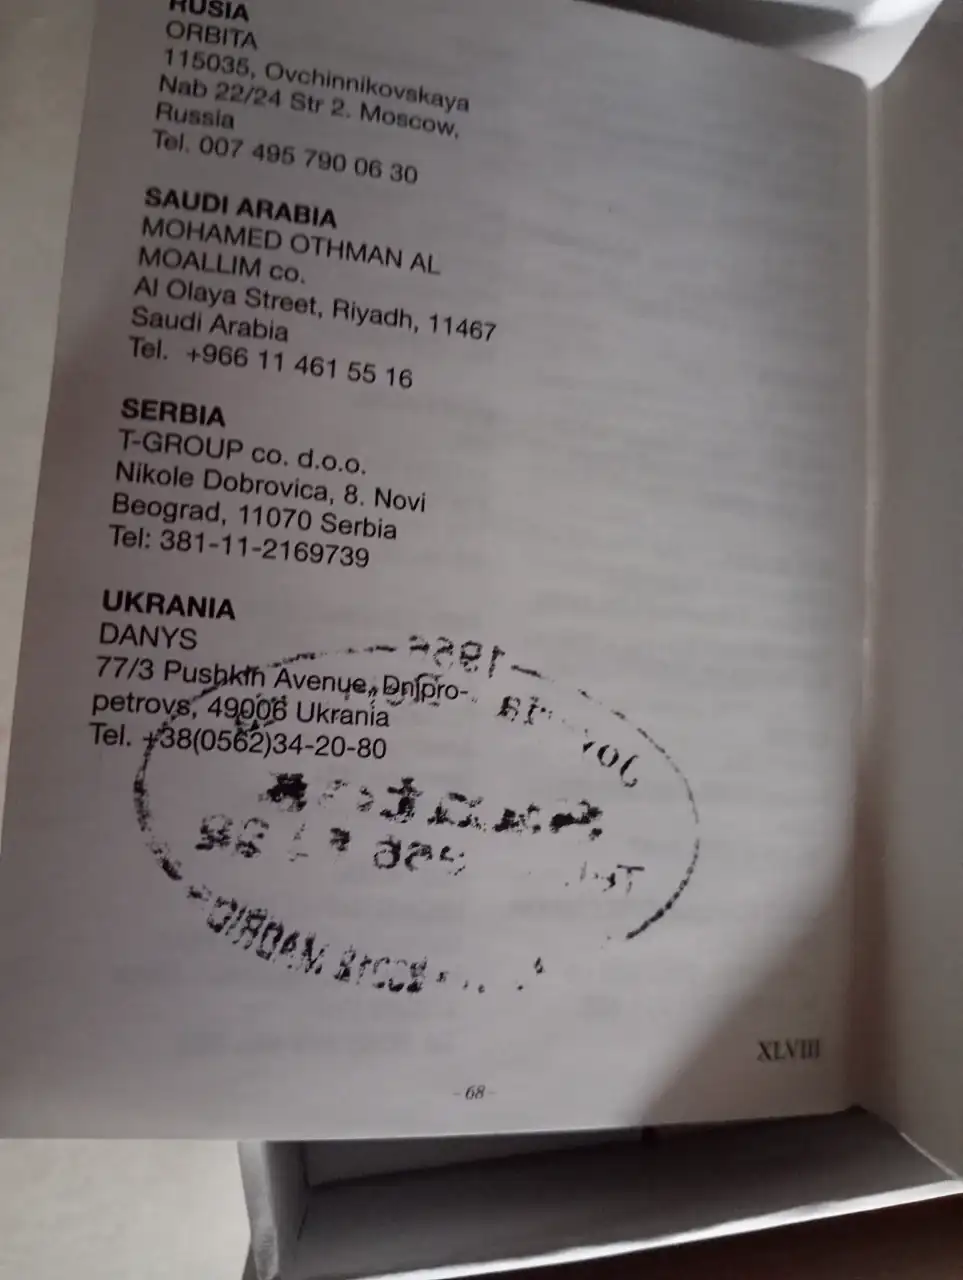 RUSIA
ORBITA
115035, Ovchinnikovskaya
Nab 22/24 Str 2. Moscow,
Russia
Tel. 007 495 790 06 30
SAUDI ARABIA
MOHAMED OTHMAN AL
MOALLIM co.
Al Olaya Street, Riyadh, 11467
Saudi Arabia
Tel. +966 11 461 55 16
SERBIA
T-GROUP co. d.o.o.
Nikole Dobrovica, 8. Novi
Beograd, 11070 Serbia
Tel: 381-11-2169739
UKRANIA
DANYS
77/3 Pushkin Avenue, Dnipro-
petrovs, 49006 Ukrania
Tel. +38(0562)34-20-80
MADRID
XLVIII
- 68 -